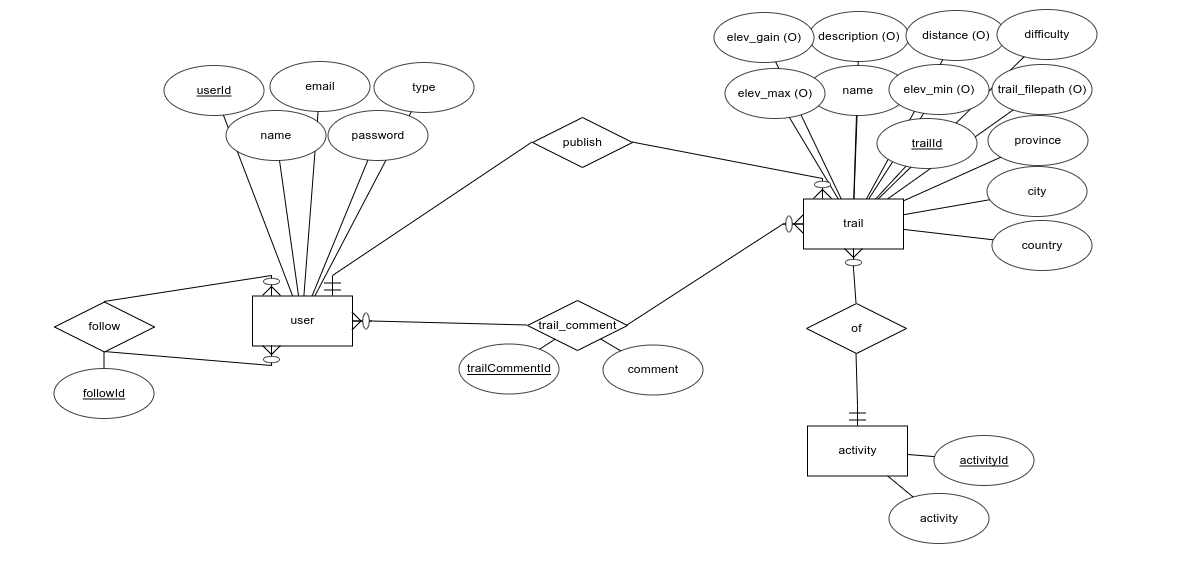 elev_gain (O)
description (O)
distance (O)
difficulty
userId
email
type
elev_max (O)
name
elev_min (O)
trail_filepath (O)
name
password
publish
trailId
province
city
trail
country
follow
user
trail_comment
of
followId
trailCommentId
comment
activity
activityId
activity